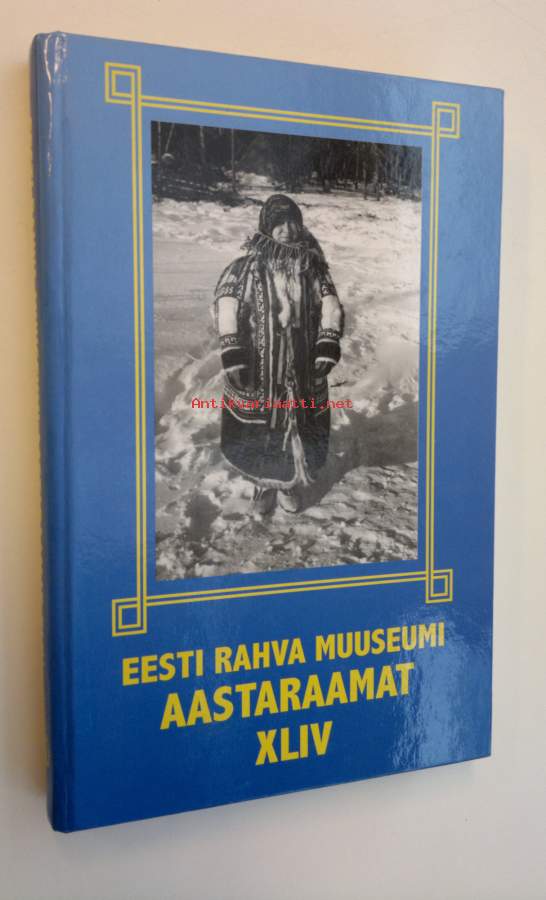 Antikvariaatti.net
EESTI RAHVA MUUSEUMI
AASTARAAMAT
XLIV